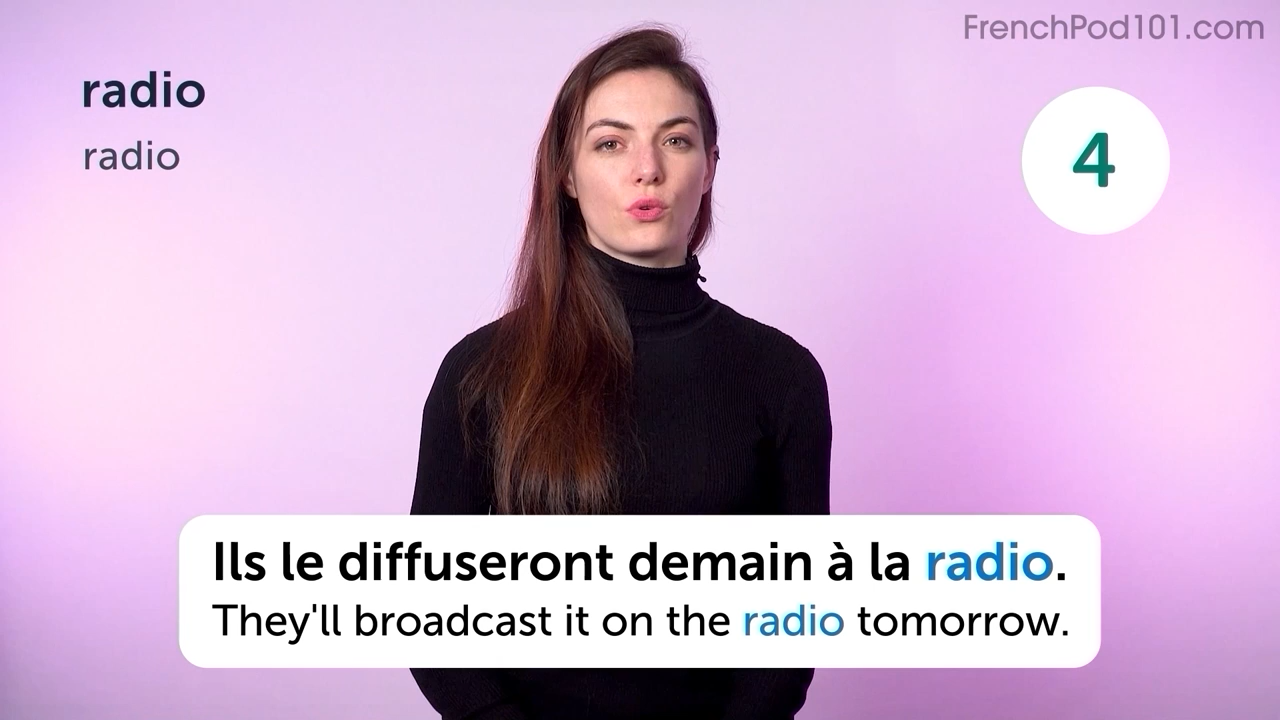 FrenchPod101.com
radio
radio
4
Ils le diffuseront demain à la radio.
They'll broadcast it on the radio tomorrow.